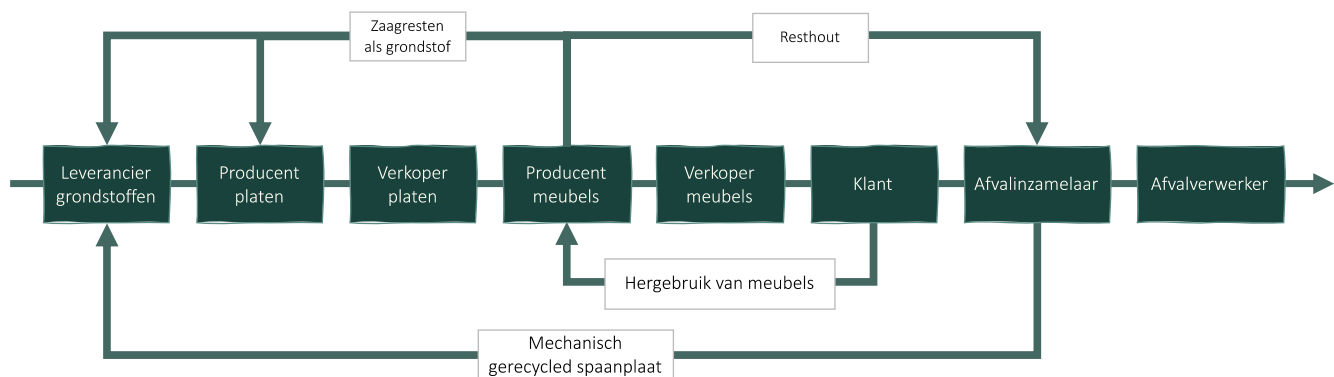 Zaagresten
als grondstof
Resthout
Leverancier
grondstoffen
Producent
platen
Verkoper
platen
Producent
meubels
Verkoper
meubels
Klant
Afvalinzamelaar
Afvalverwerker
Hergebruik van meubels
Mechanisch
gerecycled spaanplaat